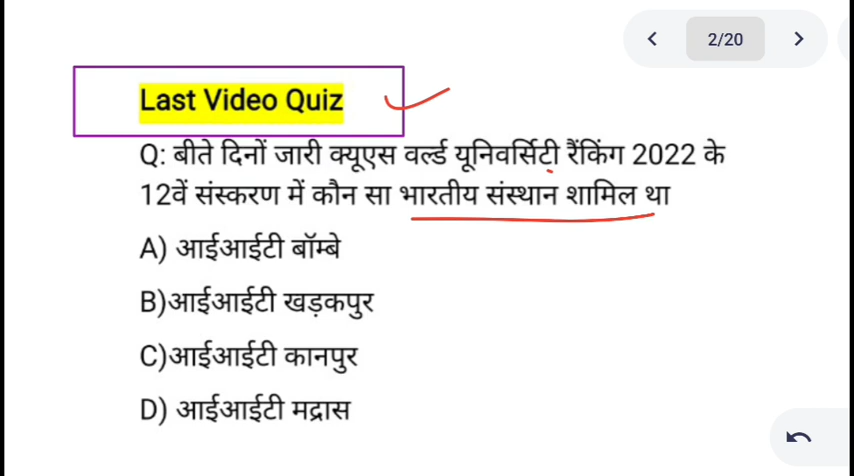 2/20
Last Video Quiz
Q: बीते दिनों जारी क्यूएस वर्ल्ड यूनिवर्सिटी रैंकिंग 2022 के
12वें संस्करण में कौन सा भारतीय संस्थान शामिल था
A) आईआईटी बॉम्बे
B)आईआईटी खड़कपुर
C)आईआईटी कानपुर
D) आईआईटी मद्रास